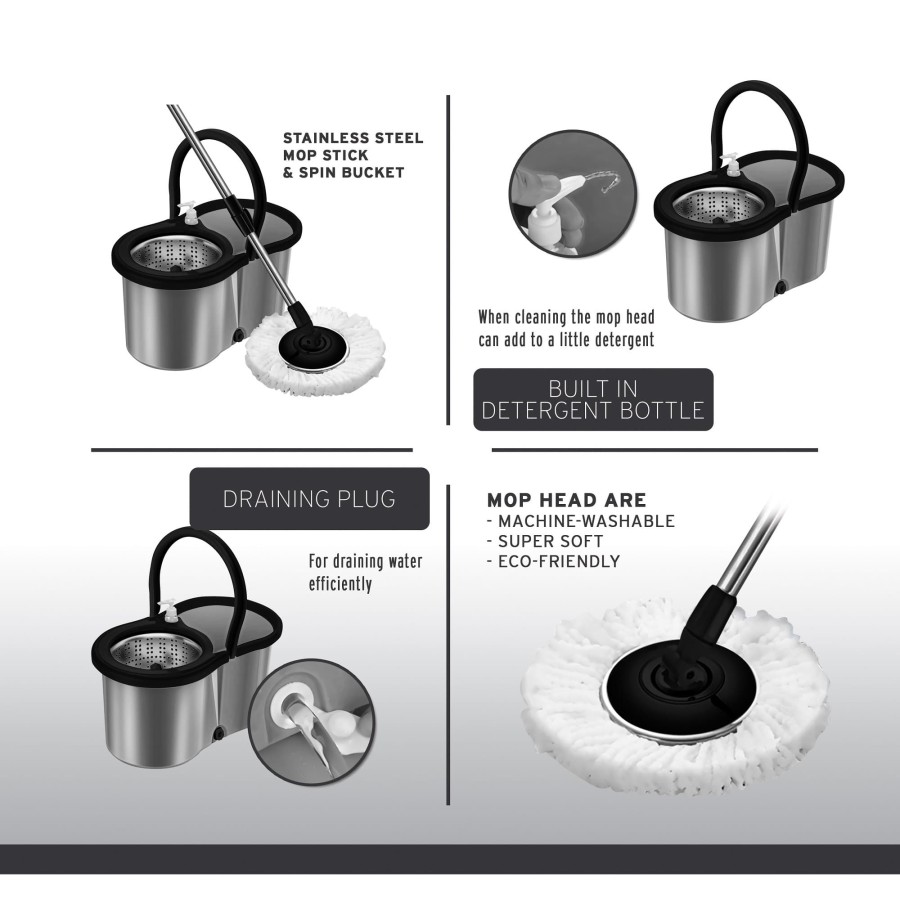 STAINLESS STEEL
MOP STICK
& SPIN BUCKET
When cleaning the mop head
can add to a little detergent
BUILT IN
DETERGENT BOTTLE
DRAINING PLUG
For draining water
efficiently
MOP HEAD ARE
- MACHINE-WASHABLE
- SUPER SOFT
- ECO-FRIENDLY